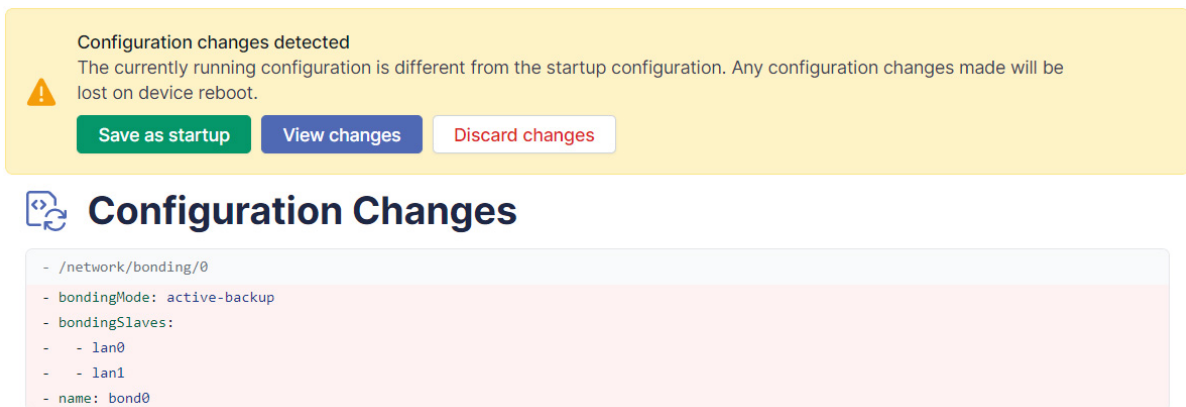 Configuration changes detected
The currently running configuration is different from the startup configuration. Any configuration changes made will be
lost on device reboot.
Save as startup View changes Discard changes
Configuration Changes
- /network/bonding/0
- bondingMode: active-backup
- bondingSlaves:
-   - lan0
-   - lan1
- name: bond0